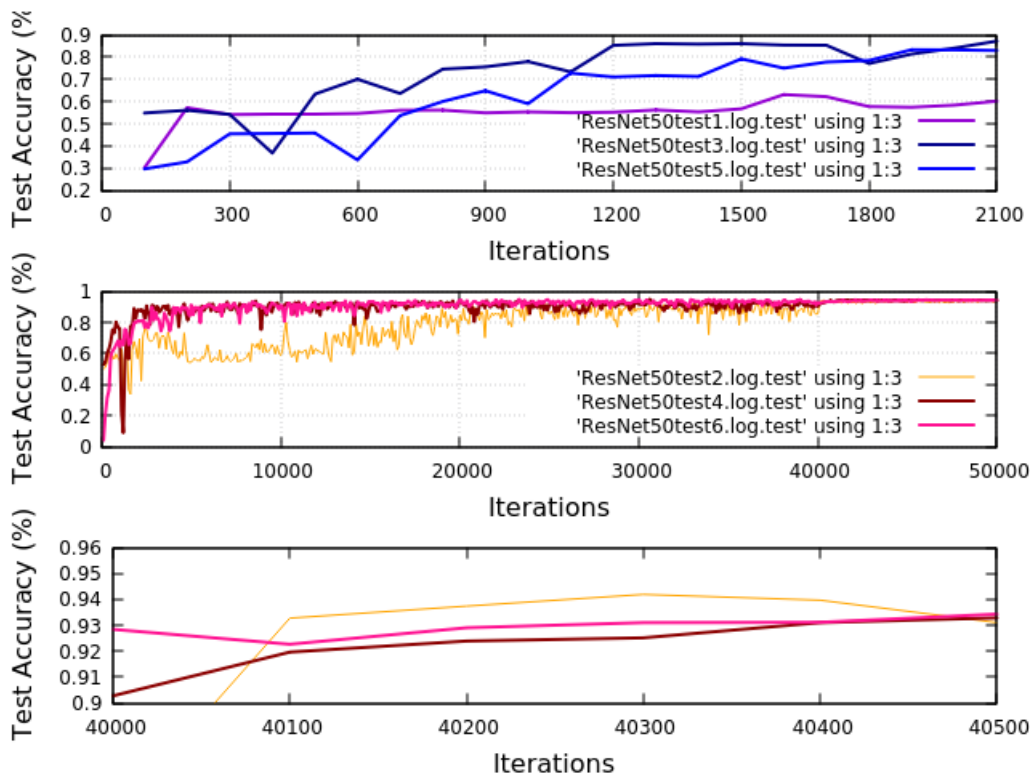 Test Accuracy (%
0.9
0.8
0.7
0.6
0.5
0.4
0.3
0.2
'ResNet50test1.log.test' using 1:3
'ResNet50test3.log.test' using 1:3
'ResNet50test5.log.test' using 1:3
0 300 600 900 1200 1500 1800 2100
Iterations
Test Accuracy (%)
1
0.8
0.6
0.4
0.2
0
'ResNet50test2.log.test' using 1:3
'ResNet50test4.log.test' using 1:3
'ResNet50test6.log.test' using 1:3
0 10000 20000 30000 40000 50000
Iterations
Test Accuracy (%)
0.96
0.95
0.94
0.93
0.92
0.91
0.9
40000 40100 40200 40300 40400 40500
Iterations